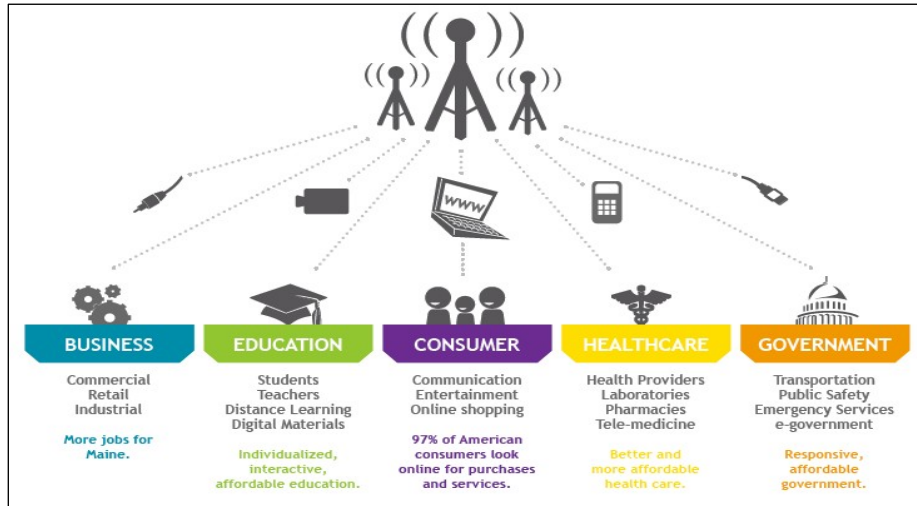 WWW
BUSINESS
Commercial
Retail
Industrial
More jobs for
Maine.
EDUCATION
Students
Teachers
Distance Learning
Digital Materials
Individualized,
interactive,
affordable education.
CONSUMER
Communication
Entertainment
Online shopping
97% of American
consumers look
online for purchases
and services.
HEALTHCARE
Health Providers
Laboratories
Pharmacies
Tele-medicine
Better and
more affordable
health care.
GOVERNMENT
Transportation
Public Safety
Emergency Services
e-government
Responsive,
affordable
government.